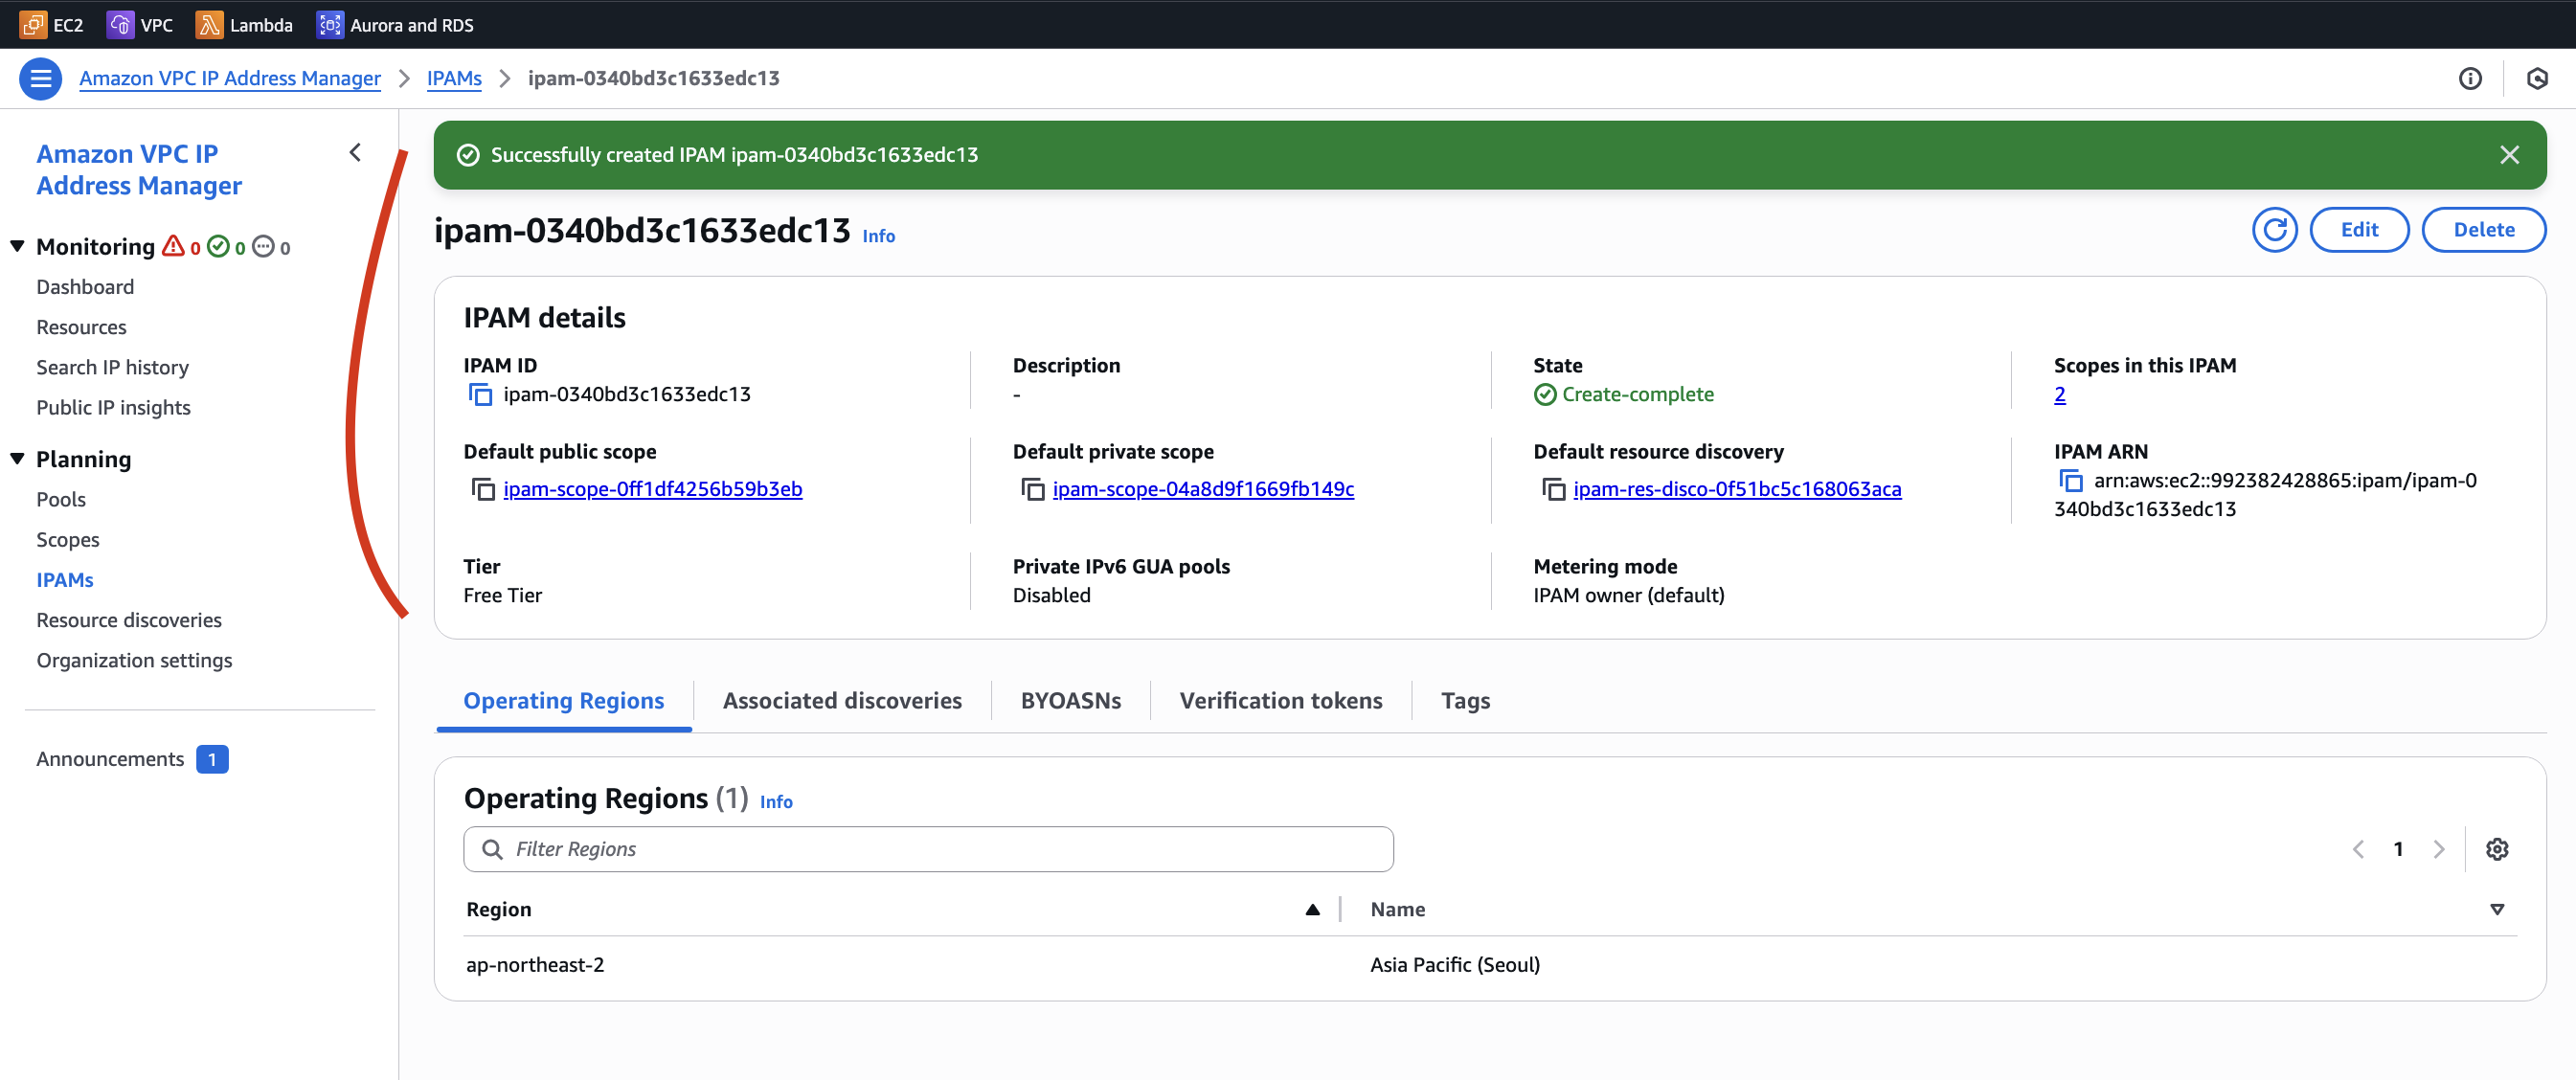 EC2 VPC Lambda Aurora and RDS
Amazon VPC IP Address Manager IPAMs ipam-0340bd3c1633edc13
Amazon VPC IP
Address Manager
Monitoring 0 0 0
Dashboard
Resources
Search IP history
Public IP insights
Planning
Pools
Scopes
IPAMs
Resource discoveries
Organization settings
Announcements 1
Successfully created IPAM ipam-0340bd3c1633edc13
ipam-0340bd3c1633edc13 Info
Edit Delete
IPAM details
IPAM ID
ipam-0340bd3c1633edc13
Description
-
State
Create-complete
Scopes in this IPAM
2
Default public scope
ipam-scope-0ff1df4256b59b3eb
Default private scope
ipam-scope-04a8d9f1669fb149c
Default resource discovery
ipam-res-disco-0f51bc5c168063aca
IPAM ARN
arn:aws:ec2::992382428865:ipam/ipam-0
340bd3c1633edc13
Tier
Free Tier
Private IPv6 GUA pools
Disabled
Metering mode
IPAM owner (default)
Operating Regions Associated discoveries BYOASNs Verification tokens Tags
Operating Regions (1) Info
Filter Regions
1
Region Name
ap-northeast-2 Asia Pacific (Seoul)